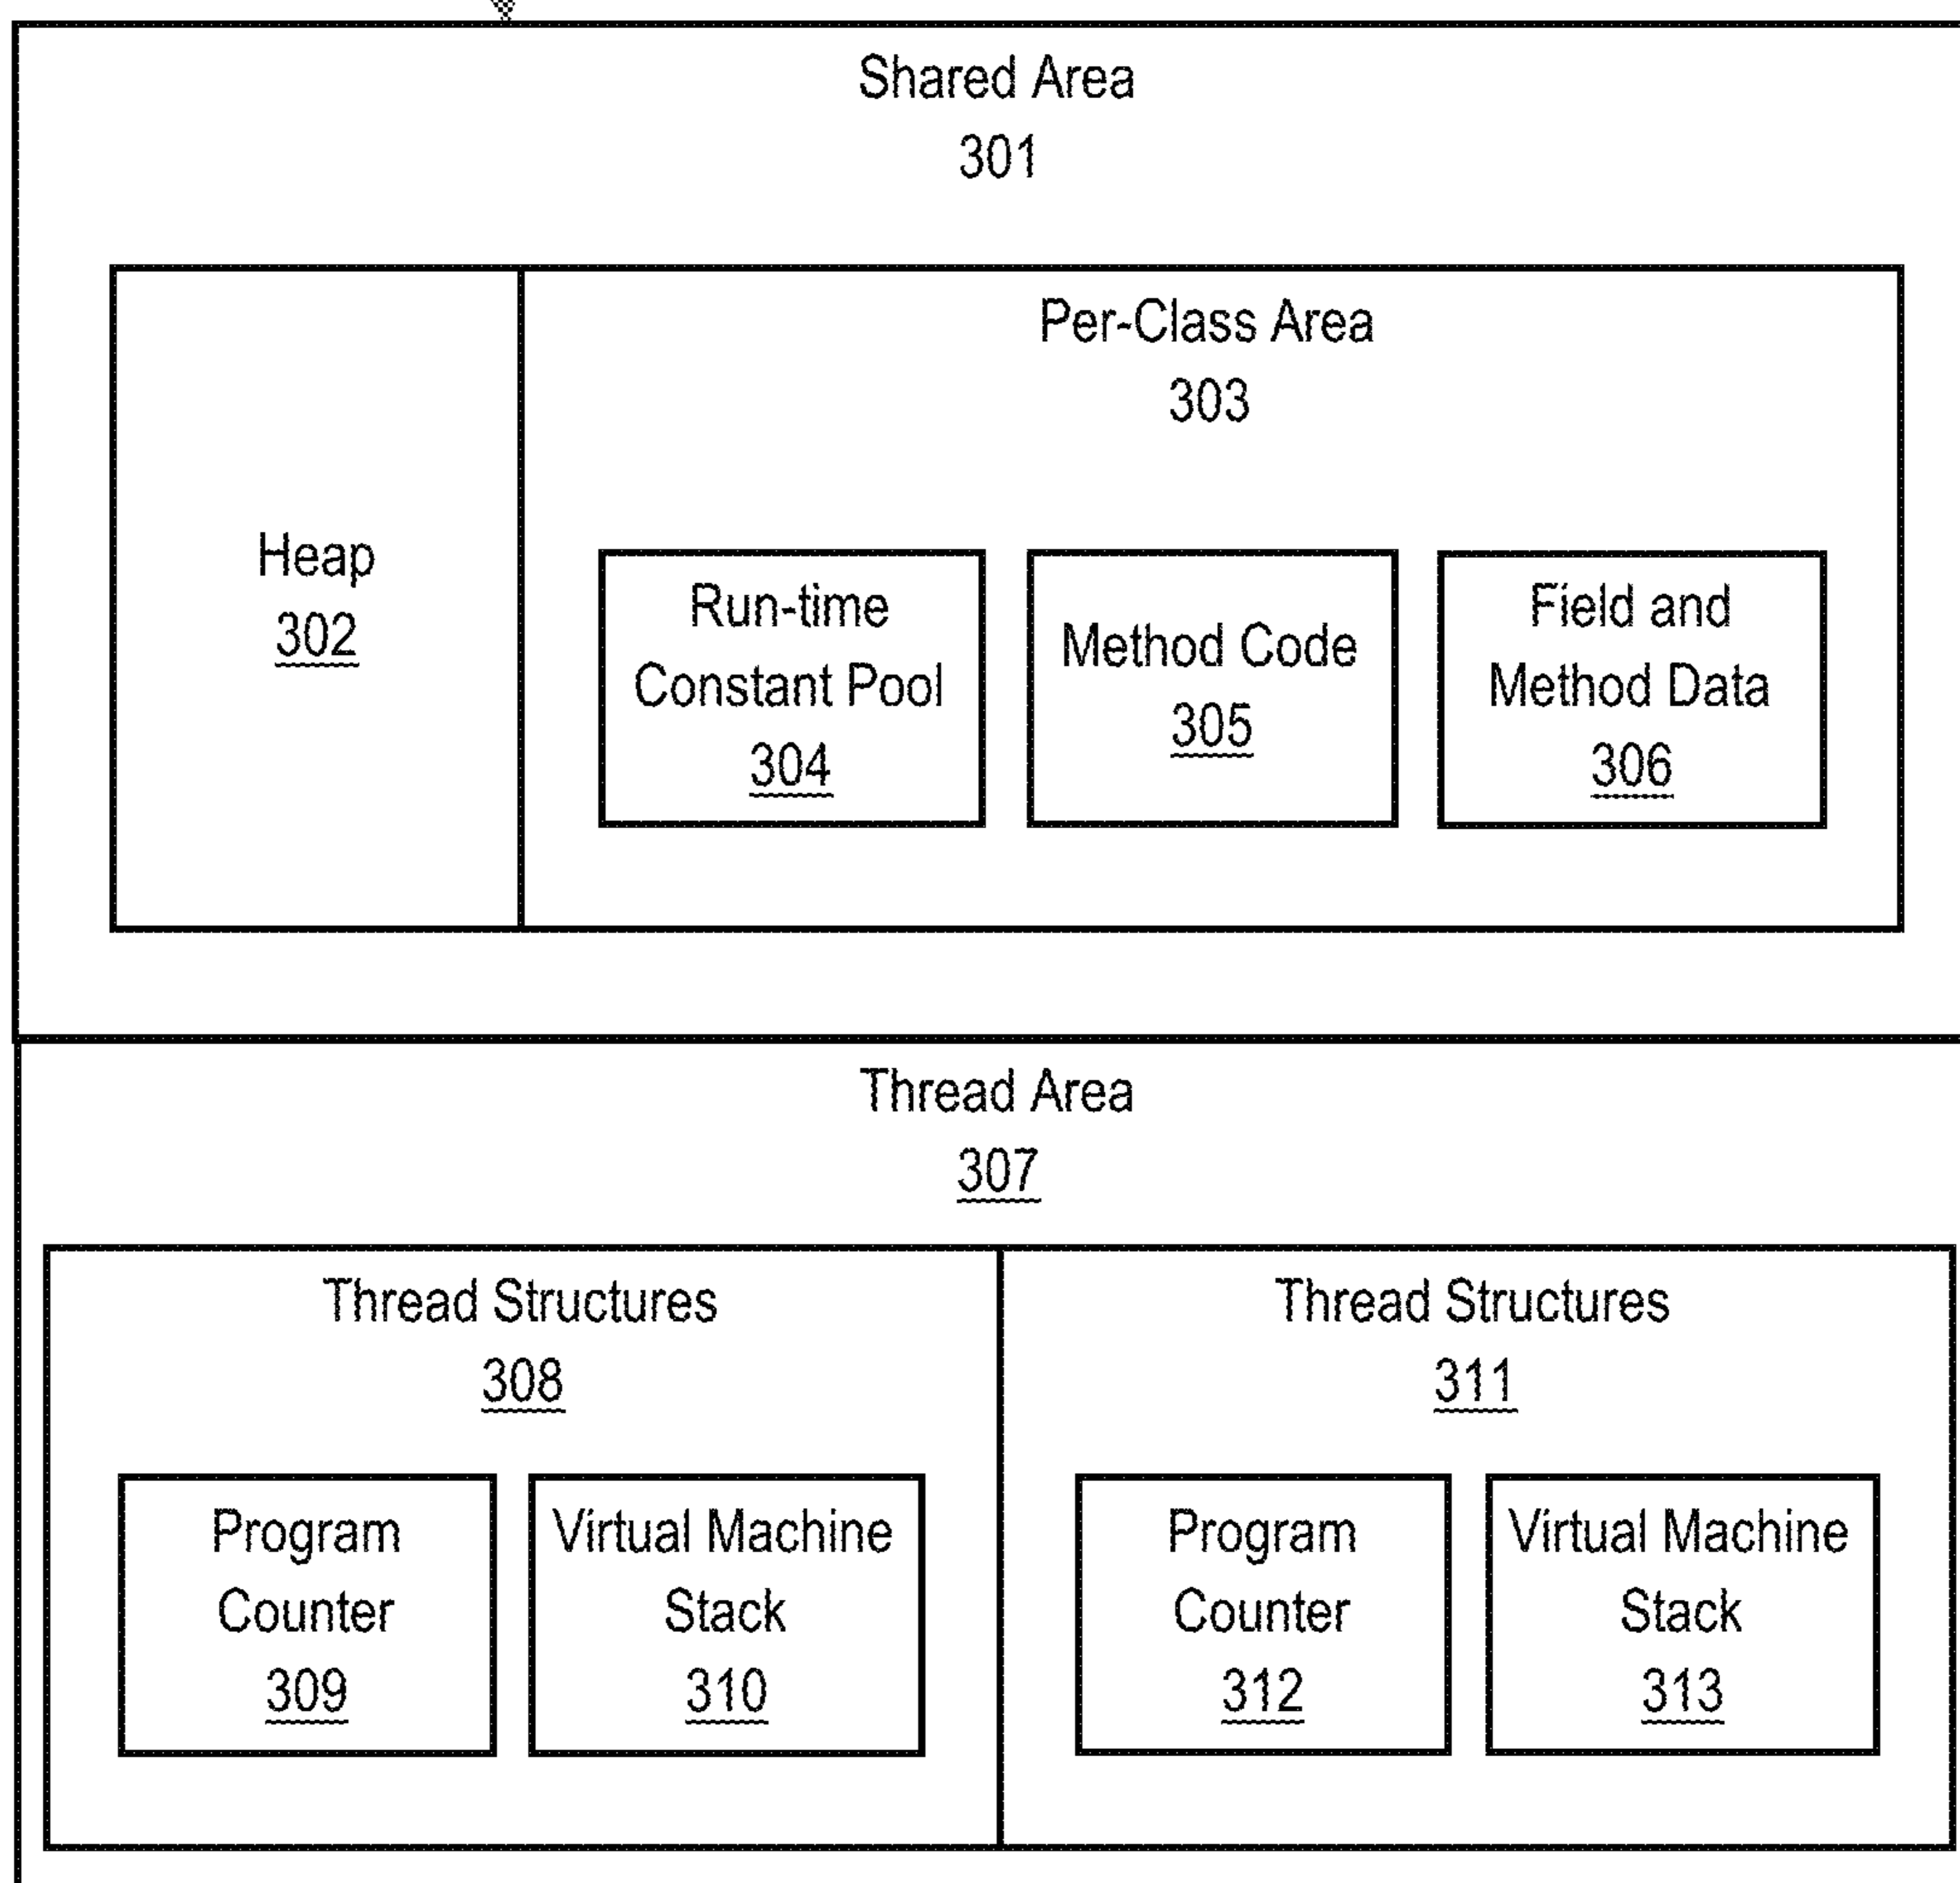 Shared Area
301
Per-Class Area
303
Heap
302
Run-time
Constant Pool
304
Method Code
305
Field and
Method Data
306
Thread Area
307
Thread Structures
308
Program
Counter
309
Virtual Machine
Stack
310
Thread Structures
311
Program
Counter
312
Virtual Machine
Stack
313